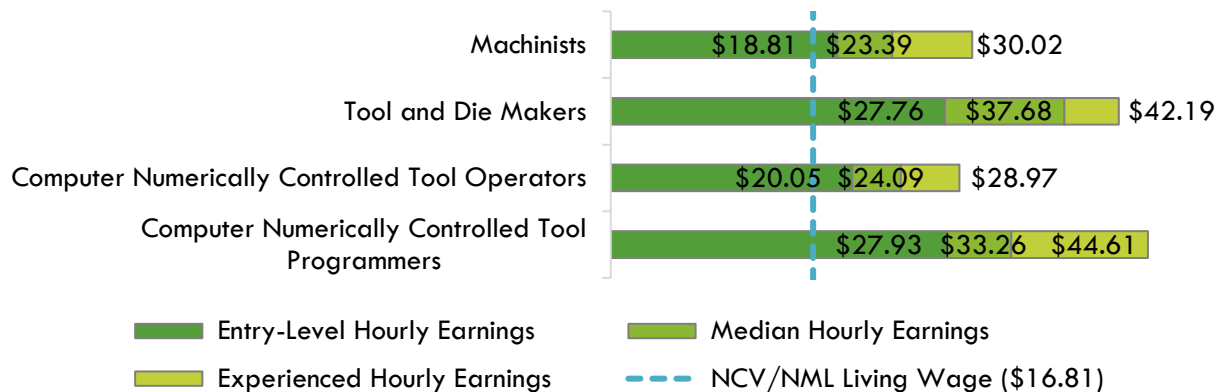 Machinists
$18.81 $23.39 $30.02
Tool and Die Makers
$27.76 $37.68 $42.19
Computer Numerically Controlled Tool Operators
$20.05 $24.09 $28.97
Computer Numerically Controlled Tool
Programmers
$27.93 $33.26 $44.61
Entry-Level Hourly Earnings
Median Hourly Earnings
Experienced Hourly Earnings
NCV/NML Living Wage ($16.81)